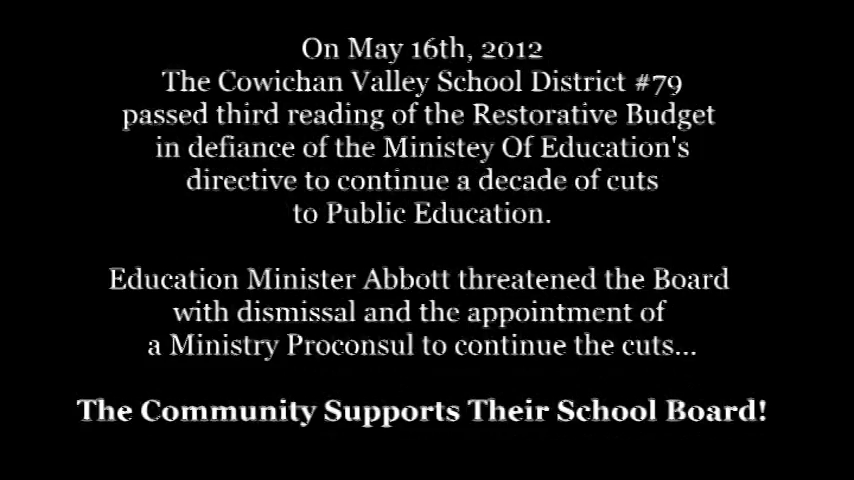 On May 16th, 2012
The Cowichan Valley School District #79
passed third reading of the Restorative Budget
in defiance of the Ministey Of Education's
directive to continue a decade of cuts
to Public Education.
Education Minister Abbott threatened the Board
with dismissal and the appointment of
a Ministry Proconsul to continue the cuts...
The Community Supports Their School Board!